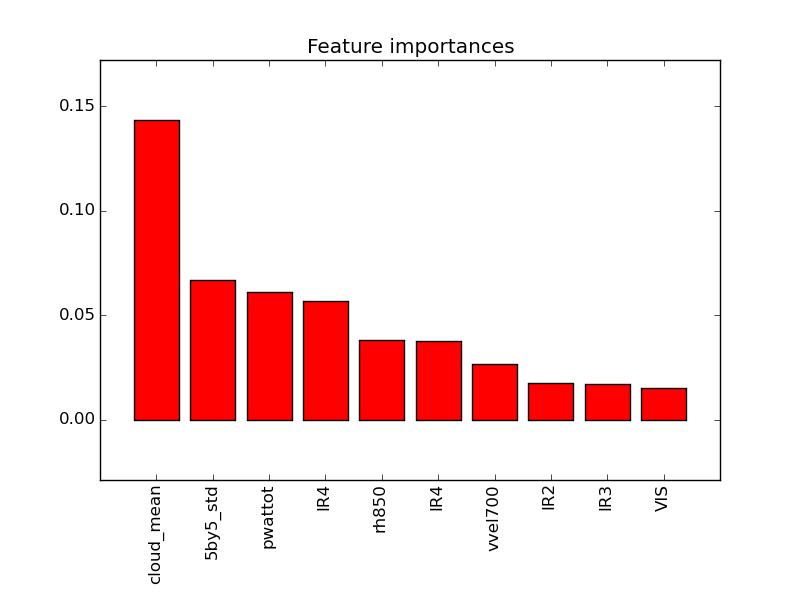 Feature importances
0.15
0.10
0.05
0.00
cloud_mean
5by5_std
pwattot
IR4
rh850
IR4
vvel700
IR2
IR3
VIS